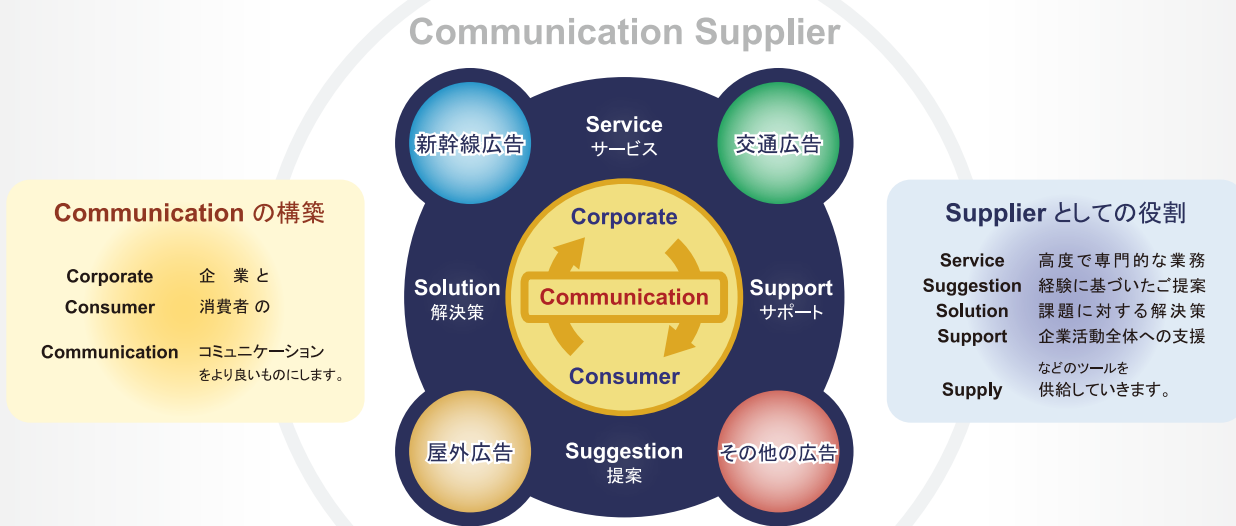 Communication Supplier
新幹線広告
Service
サービス
交通広告
Communication の構築
Corporate 企 業 と
Consumer 消費者 の
Communication コミュニケーション
をより良いものにします。
Corporate
Solution
解決策
Communication
Support
サポート
Consumer
屋外広告
Suggestion
提案
その他の広告
Supplier としての役割
Service 高度で専門的な業務
Suggestion 経験に基づいたご提案
Solution 課題に対する解決策
Support 企業活動全体への支援
などのツールを
Supply 供給していきます。